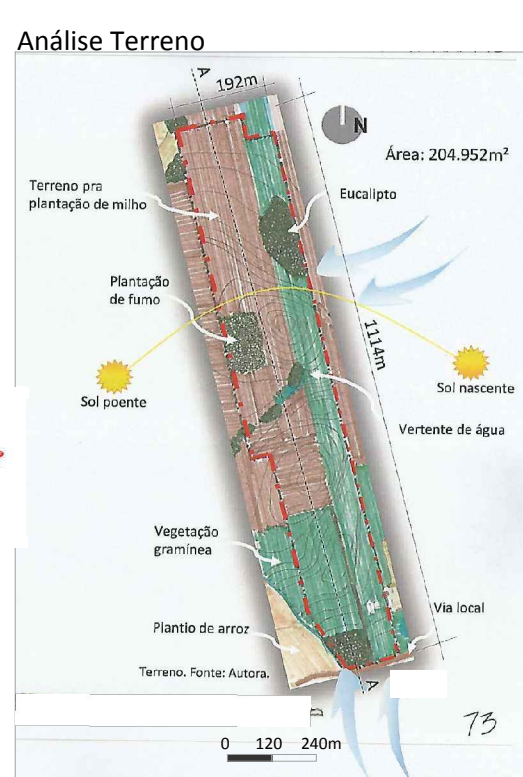 Análise Terreno
A
192m
N
Área: 204.952m²
Terreno pra
plantação de milho
Eucalipto
Plantação
de fumo
1114m
Sol poente
Sol nascente
Vertente de água
Vegetação
gramínea
Via local
Plantio de arroz
Terreno. Fonte: Autora.
A
73
0 120 240m